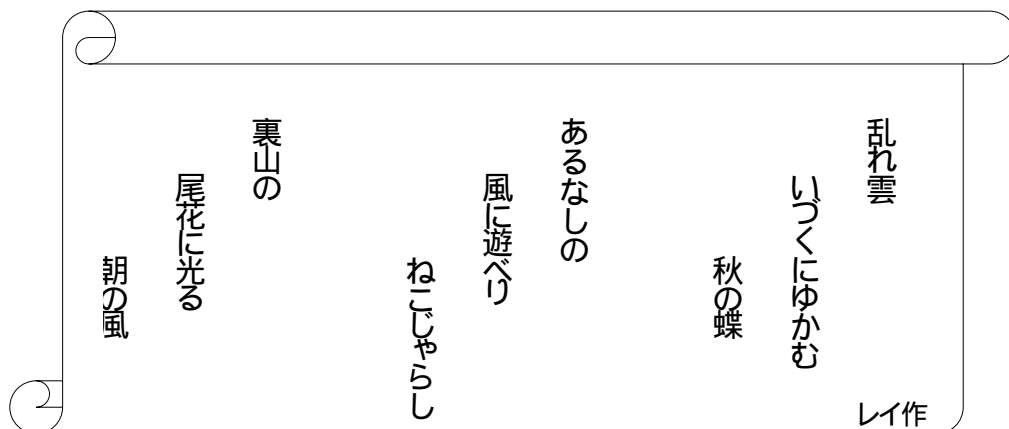 乱れ雲
いづくにゆかむ
秋の蝶
あるなしの
風に遊べり
ねこじゃらし
裏山の
尾花に光る
朝の風
レイ作